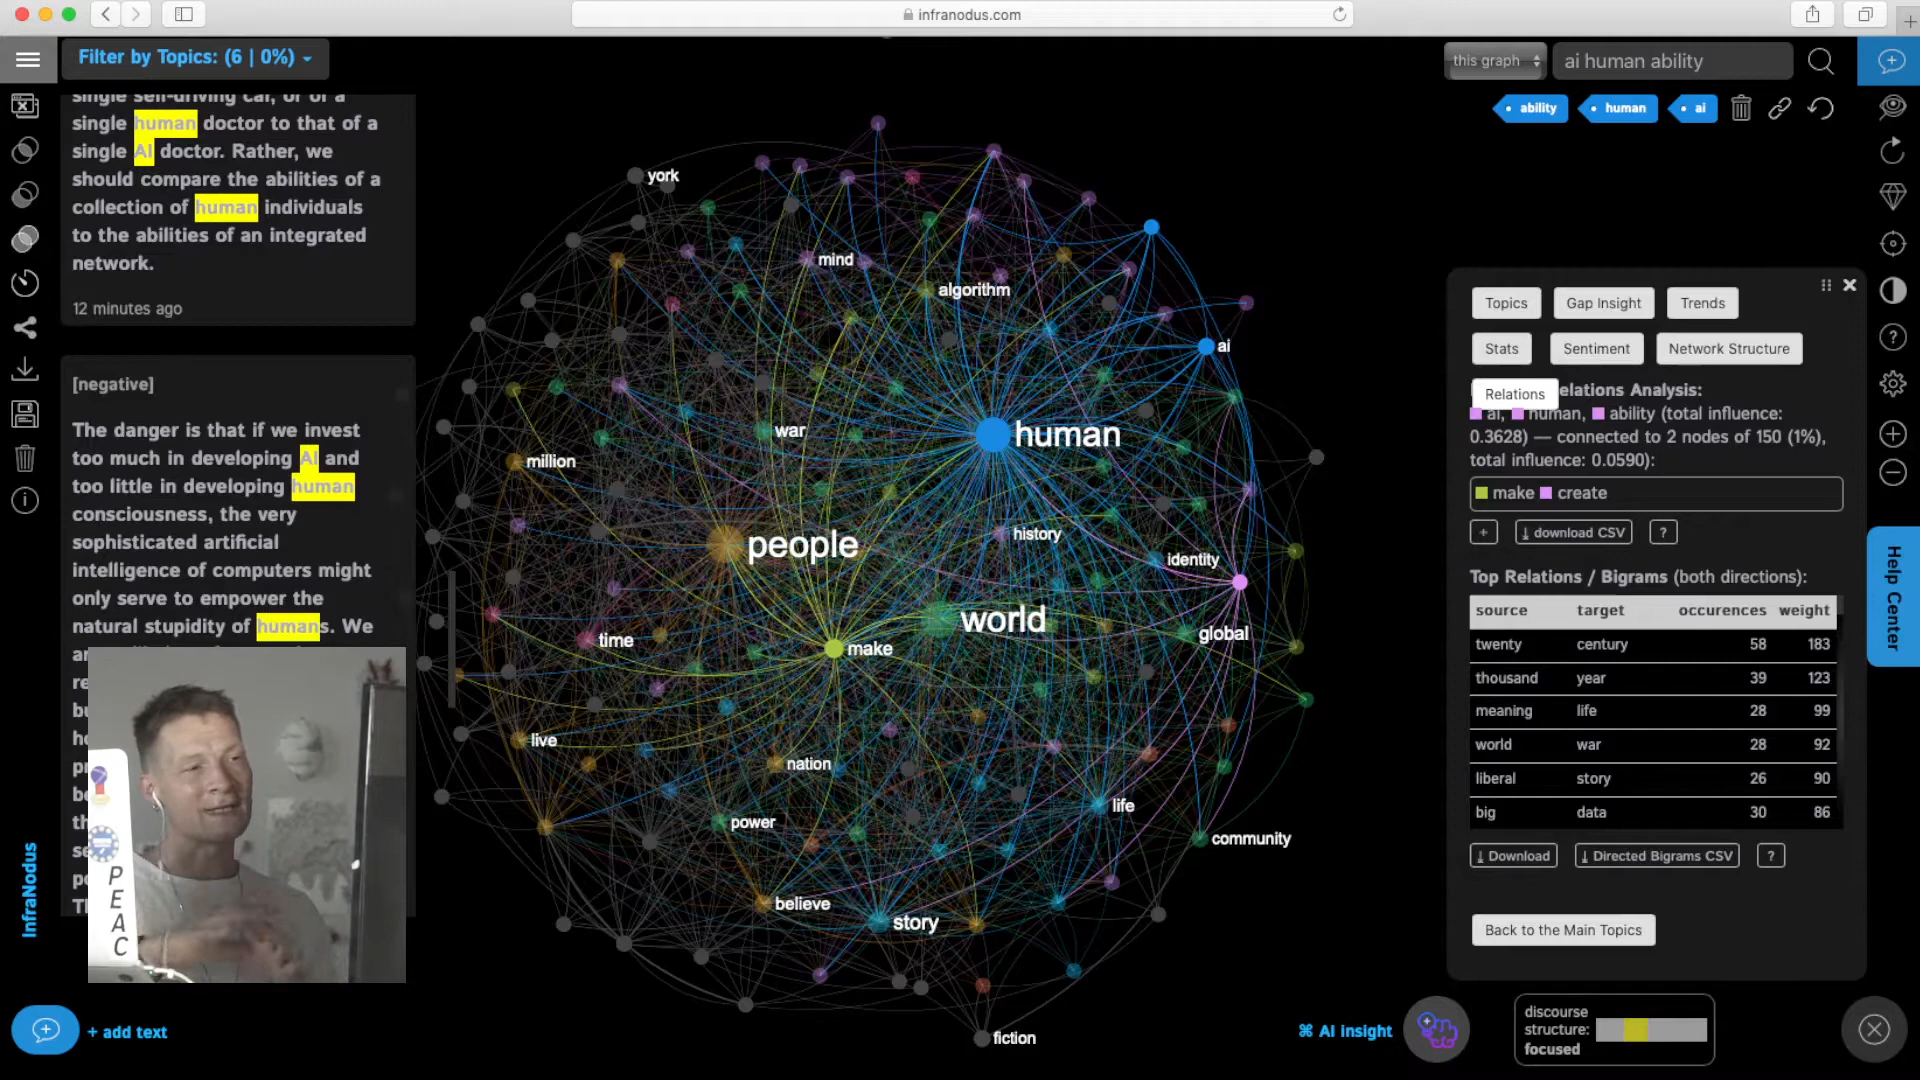 infranodus.com
Filter by Topics: (6 | 0%)
this graph
ai human ability
ability
human
ai
single self-driving car, or of a
single human doctor to that of a
single AI doctor. Rather, we
should compare the abilities of a
collection of human individuals
to the abilities of an integrated
network.
12 minutes ago
[negative]
The danger is that if we invest
too much in developing AI and
too little in developing human
consciousness, the very
sophisticated artificial
intelligence of computers might
only serve to empower the
natural stupidity of humans. We
PEAC
InfraNodus
+ add text
york
mind
algorithm
ai
war
human
million
people
history
identity
world
time
make
global
live
nation
life
power
community
believe
story
fiction
Topics
Gap Insight
Trends
Stats
Sentiment
Network Structure
Relations
elations Analysis:
ai, human, ability (total influence:
0.3628) — connected to 2 nodes of 150 (1%),
total influence: 0.0590):
make create
+
download CSV
?
Top Relations / Bigrams (both directions):
source target occurences weight
twenty century 58 183
thousand year 39 123
meaning life 28 99
world war 28 92
liberal story 26 90
big data 30 86
Download
Directed Bigrams CSV
?
Back to the Main Topics
Help Center
⌘ AI insight
discourse
structure:
focused